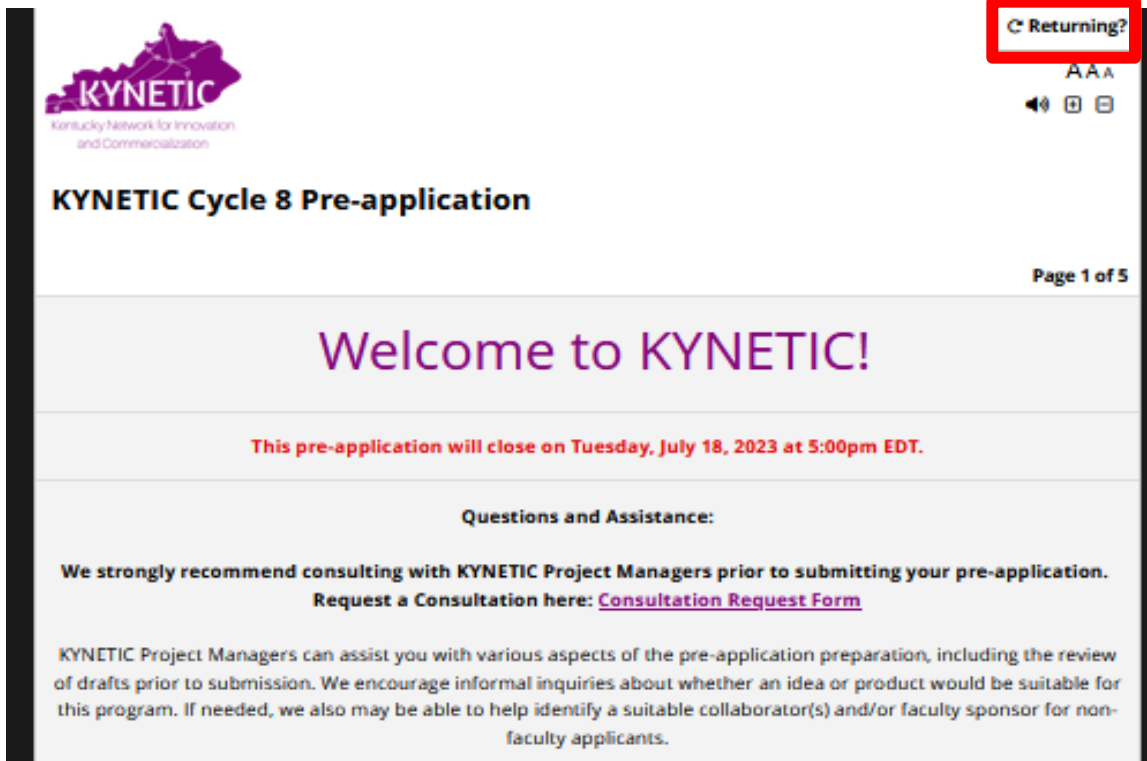 Returning?
A A A
KYNETIC
Kentucky Network for Innovation
and Commercialization
KYNETIC Cycle 8 Pre-application
Page 1 of 5
Welcome to KYNETIC!
This pre-application will close on Tuesday, July 18, 2023 at 5:00pm EDT.
Questions and Assistance:
We strongly recommend consulting with KYNETIC Project Managers prior to submitting your pre-application.
Request a Consultation here: Consultation Request Form
KYNETIC Project Managers can assist you with various aspects of the pre-application preparation, including the review
of drafts prior to submission. We encourage informal inquiries about whether an idea or product would be suitable for
this program. If needed, we also may be able to help identify a suitable collaborator(s) and/or faculty sponsor for non-
faculty applicants.